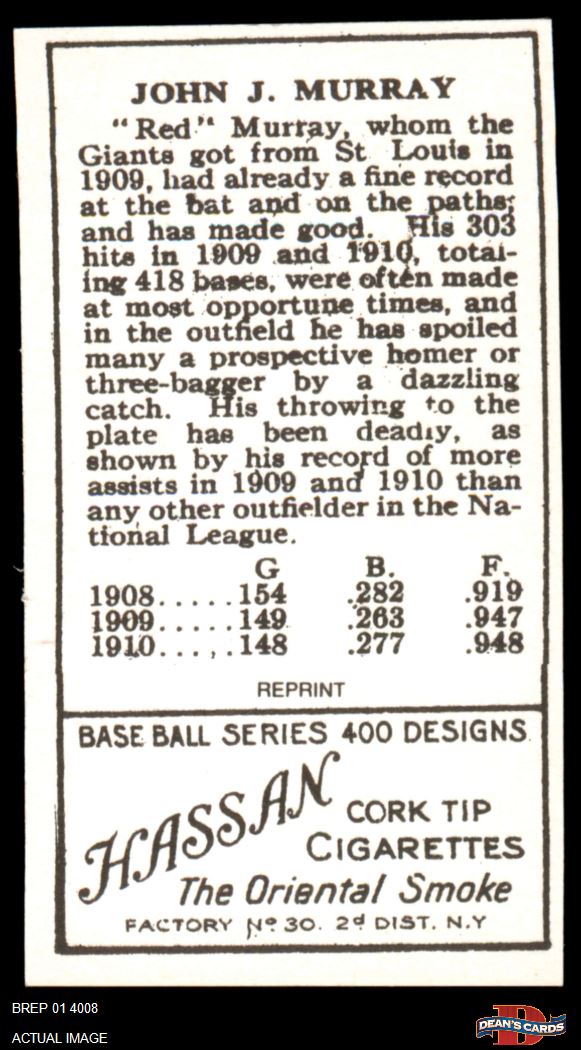 JOHN J. MURRAY
"Red" Murray, whom the
Giants got from St. Louis in
1909, had already a fine record
at the bat and on the paths;
and has made good. His 303
hits in 1909 and 1910, total-
ing 418 bases, were often made
at most opportune times, and
in the outfield he has spoiled
many a prospective homer or
three-bagger by a dazzling
catch. His throwing to the
plate has been deadly, as
shown by his record of more
assists in 1909 and 1910 than
any other outfielder in the Na-
tional League.
G B. F.
1908.....154 .282 .919
1909.....149 .263 .947
1910.....148 .277 .948
REPRINT
BASE BALL SERIES 400 DESIGNS
HASSAN
CORK TIP
CIGARETTES
The Oriental Smoke
FACTORY Nº 30. 2d DIST. N.Y
BREP 01 4008
ACTUAL IMAGE
D
DEAN'S CARDS